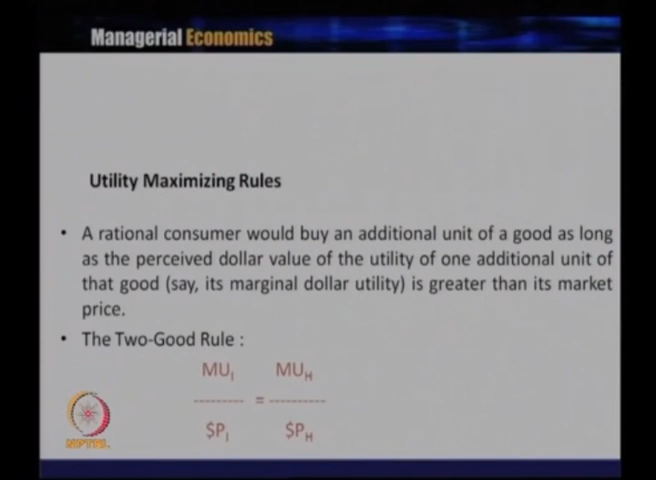 Managerial Economics
Utility Maximizing Rules
• A rational consumer would buy an additional unit of a good as long
as the perceived dollar value of the utility of one additional unit of
that good (say, its marginal dollar utility) is greater than its market
price.
• The Two-Good Rule :
MU_I MU_H
--------- = ----------
$P_I $P_H
NPTEL